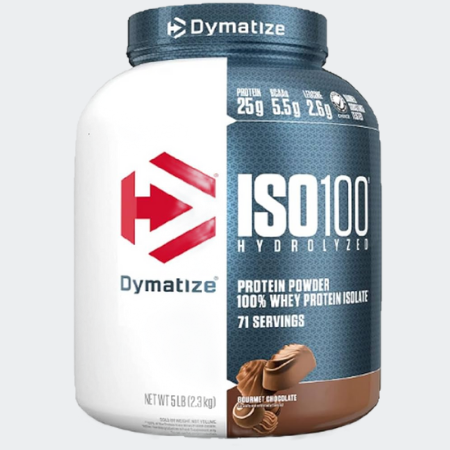 Dymatize
PROTEIN BCAAs LEUCINE
25g 5.5g 2.6g
ISO100
HYDROLYZED
Dymatize®
PROTEIN POWDER
100% WHEY PROTEIN ISOLATE
71 SERVINGS
GOURMET CHOCOLATE
NET WT 5 LB (2.3 kg)